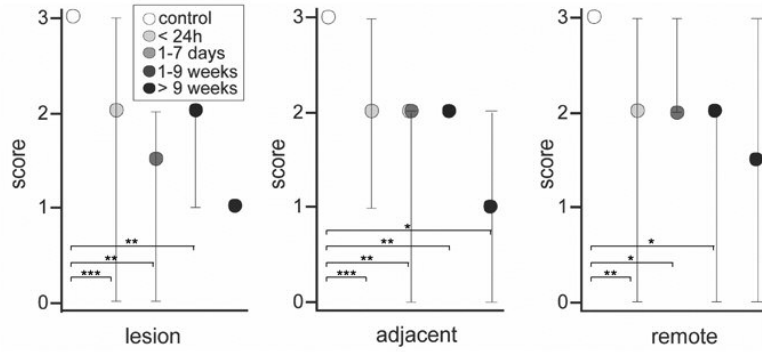 control
< 24h
1-7 days
1-9 weeks
> 9 weeks
score
3
2
1
0
**
**
***
lesion
score
3
2
1
0
*
**
**
***
adjacent
score
3
2
1
0
*
*
**
remote